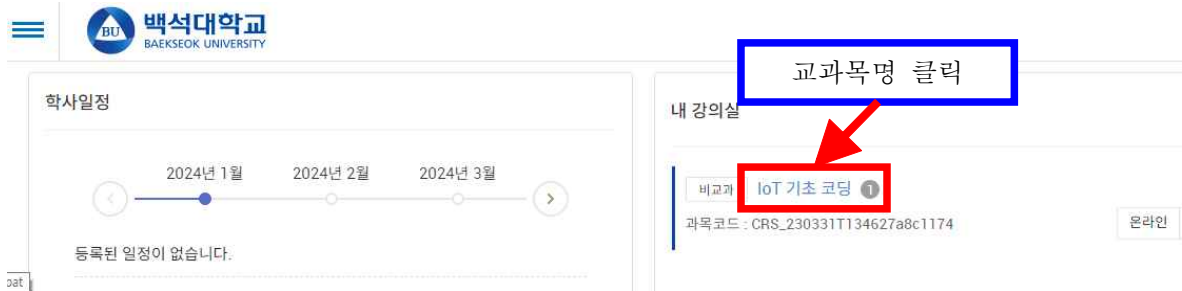 BU
백석대학교
BAEKSEOK UNIVERSITY
교과목명 클릭
학사일정
2024년 1월 2024년 2월 2024년 3월
등록된 일정이 없습니다.
내 강의실
비교과 IoT 기초 코딩 1
과목코드 : CRS_230331T134627a8c1174
온라인